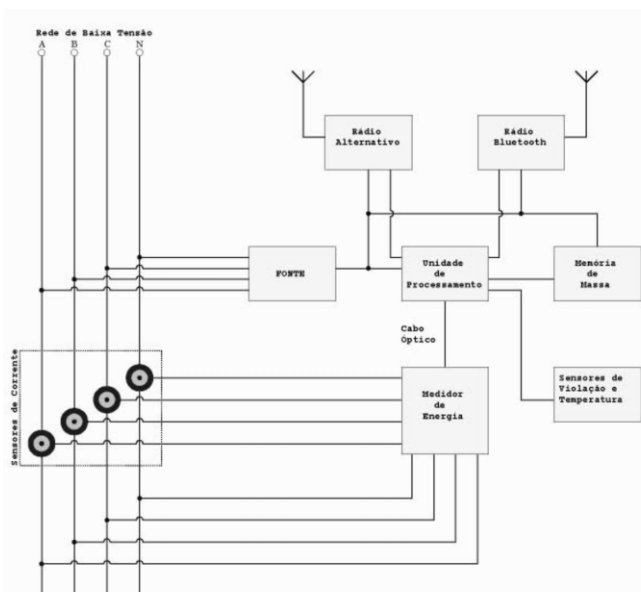 Rede de Baixa Tensão
A B C N
Rádio
Alternativo
Rádio
Bluetooth
FONTE
Unidade
de
Processamento
Memória
de
Massa
Cabo
Óptico
Sensores de Corrente
Medidor
de
Energia
Sensores de
Violação e
Temperatura